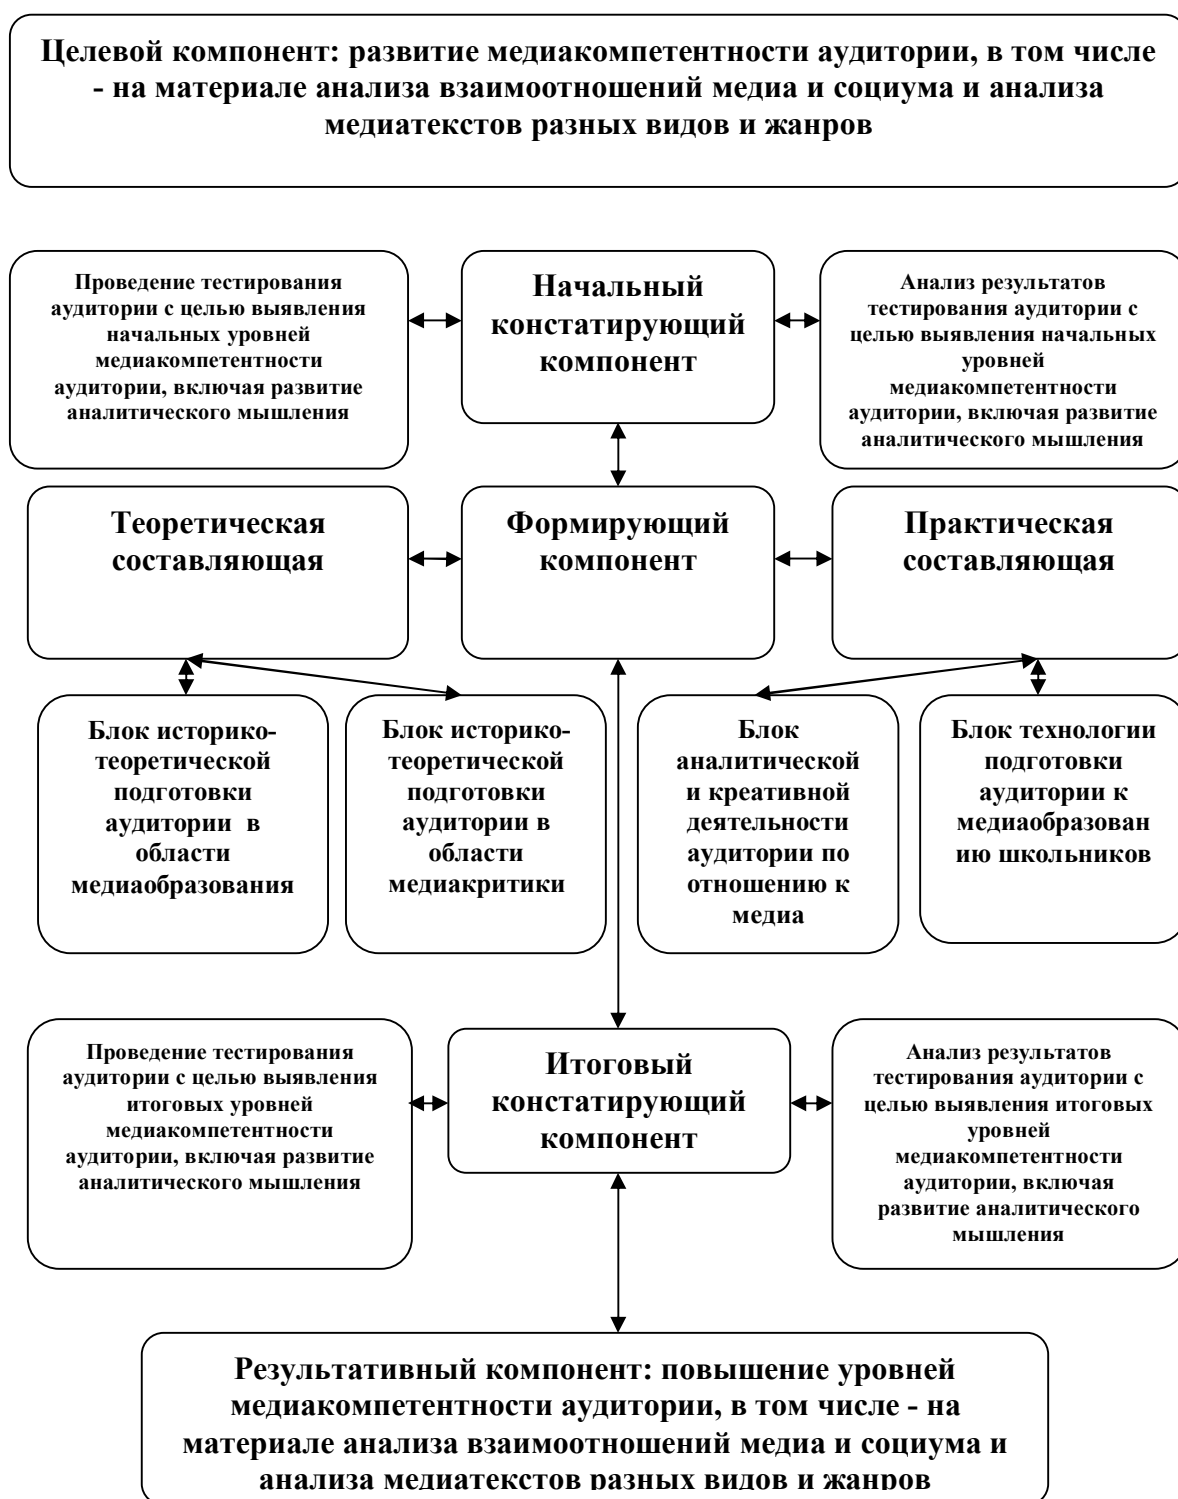 Целевой компонент: развитие медиакомпетентности аудитории, в том числе
- на материале анализа взаимоотношений медиа и социума и анализа
медиатекстов разных видов и жанров
Проведение тестирования
аудитории с целью выявления
начальных уровней
медиакомпетентности
аудитории, включая развитие
аналитического мышления
Начальный
констатирующий
компонент
Анализ результатов
тестирования аудитории с
целью выявления начальных
уровней
медиакомпетентности
аудитории, включая развитие
аналитического мышления
Теоретическая
составляющая
Формирующий
компонент
Практическая
составляющая
Блок историко-
теоретической
подготовки
аудитории в
области
медиаобразования
Блок историко-
теоретической
подготовки
аудитории в
области
медиакритики
Блок
аналитической
и креативной
деятельности
аудитории по
отношению к
медиа
Блок технологии
подготовки
аудитории к
медиаобразован
ию школьников
Проведение тестирования
аудитории с целью выявления
итоговых уровней
медиакомпетентности
аудитории, включая развитие
аналитического мышления
Итоговый
констатирующий
компонент
Анализ результатов
тестирования аудитории с
целью выявления итоговых
уровней
медиакомпетентности
аудитории, включая
развитие аналитического
мышления
Результативный компонент: повышение уровней
медиакомпетентности аудитории, в том числе - на
материале анализа взаимоотношений медиа и социума и
анализа медиатекстов разных видов и жанров